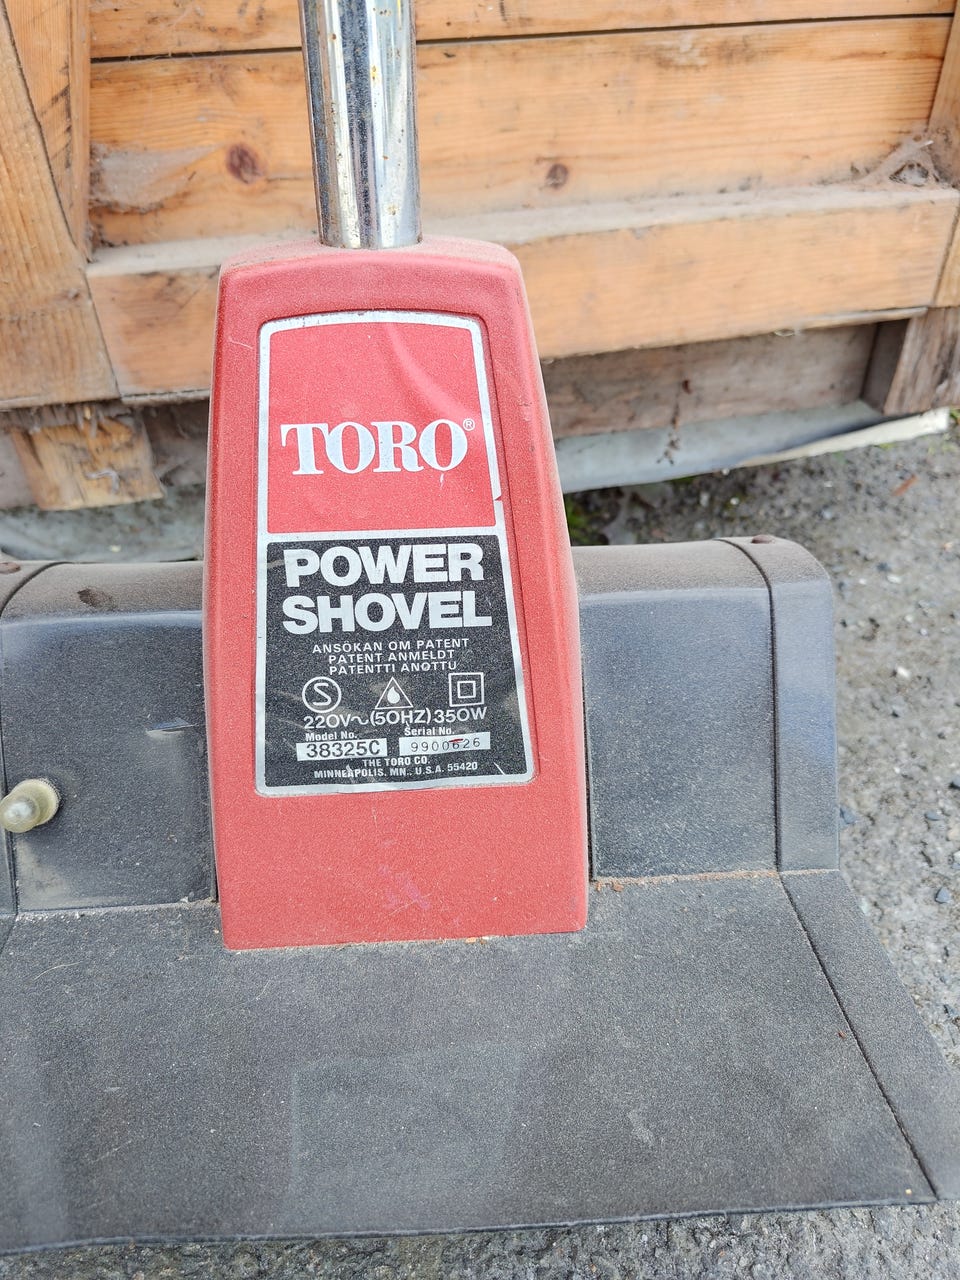 TORO®
POWER
SHOVEL
ANSÖKAN OM PATENT
PATENT ANMELDT
PATENTTI ANOTTU
S
220V~(50HZ)350W
Model No. Serial No.
38325C 9900626
THE TORO CO.
MINNEAPOLIS, MN., U.S.A. 55420